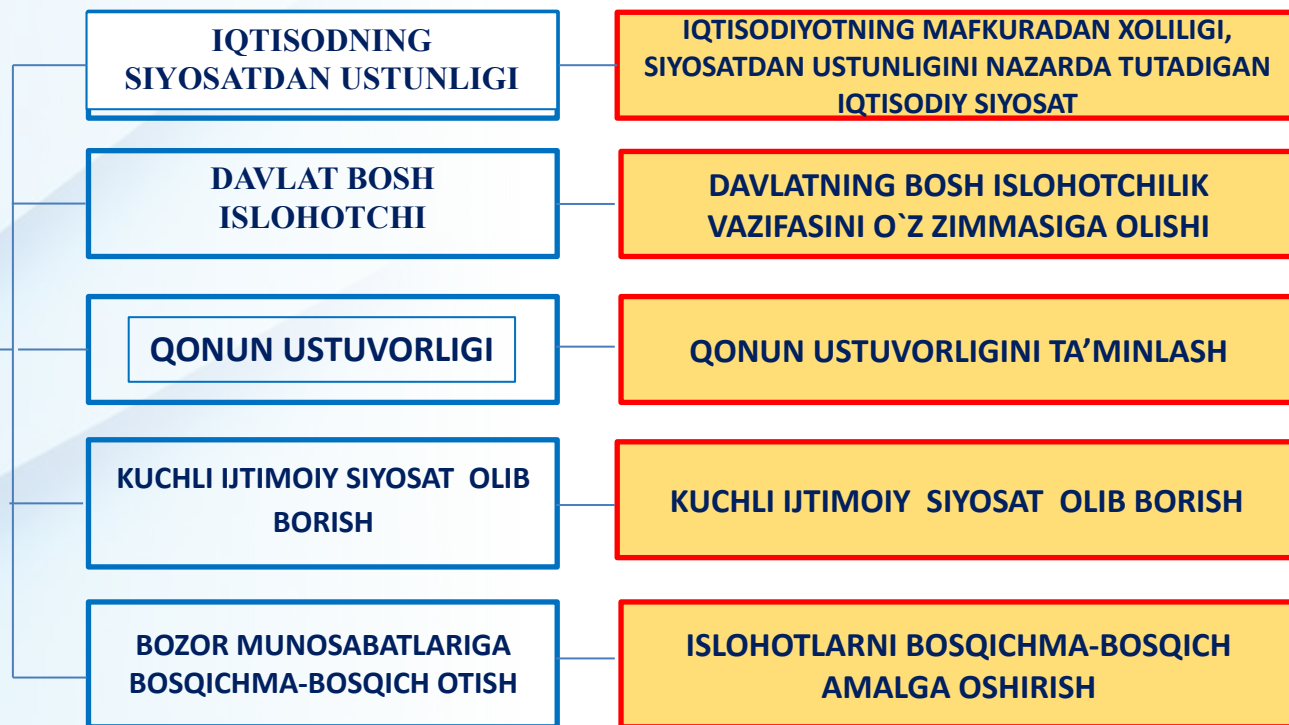 IQTISODNING
SIYOSATDAN USTUNLIGI
IQTISODIYOTNING MAFKURADAN XOLILIGI,
SIYOSATDAN USTUNLIGINI NAZARDA TUTADIGAN
IQTISODIY SIYOSAT
DAVLAT BOSH
ISLOHOTCHI
DAVLATNING BOSH ISLOHOTCHILIK
VAZIFASINI O`Z ZIMMASIGA OLISHI
QONUN USTUVORLIGI
QONUN USTUVORLIGINI TA’MINLASH
KUCHLI IJTIMOIY SIYOSAT OLIB
BORISH
KUCHLI IJTIMOIY SIYOSAT OLIB BORISH
BOZOR MUNOSABATLARIGA
BOSQICHMA-BOSQICH OTISH
ISLOHOTLARNI BOSQICHMA-BOSQICH
AMALGA OSHIRISH